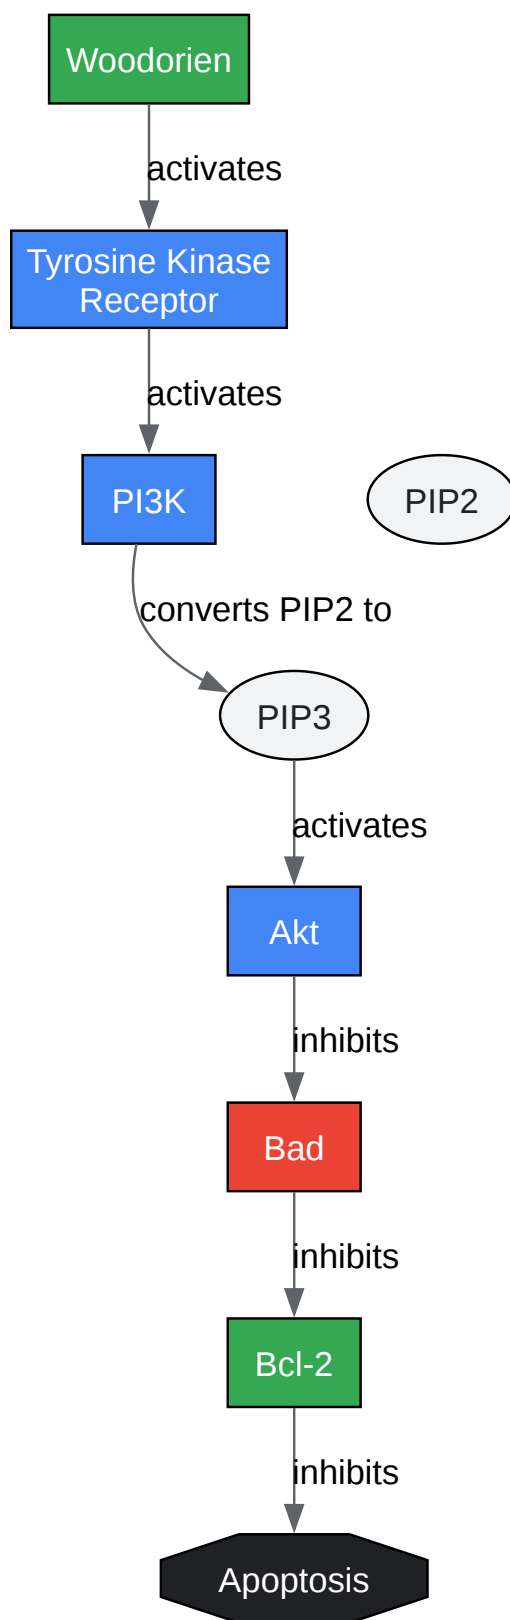 Woodorien
activates
Tyrosine Kinase
Receptor
activates
PI3K
PIP2
converts PIP2 to
PIP3
activates
Akt
inhibits
Bad
inhibits
Bcl-2
inhibits
Apoptosis